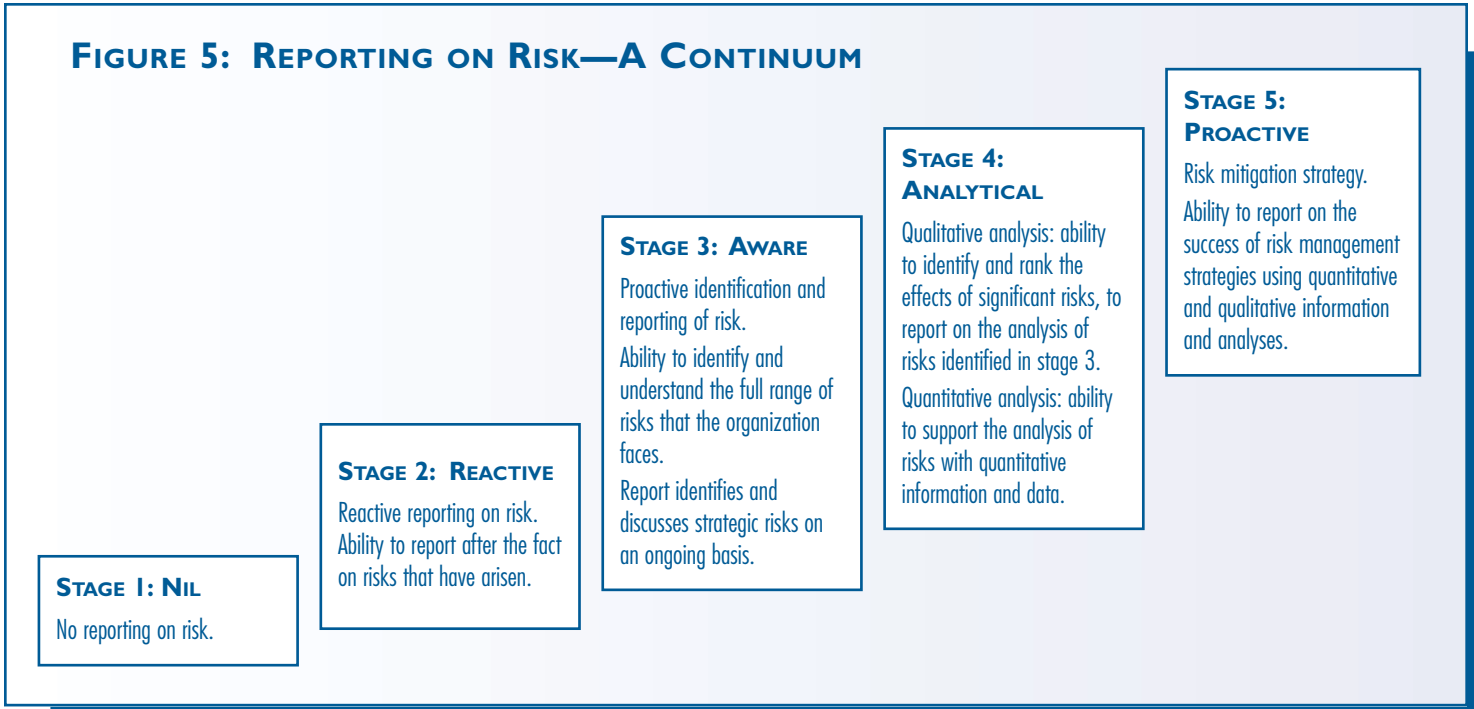 FIGURE 5: REPORTING ON RISK—A CONTINUUM
STAGE 1: NIL
No reporting on risk.
STAGE 2: REACTIVE
Reactive reporting on risk.
Ability to report after the fact
on risks that have arisen.
STAGE 3: AWARE
Proactive identification and
reporting of risk.
Ability to identify and
understand the full range of
risks that the organization
faces.
Report identifies and
discusses strategic risks on
an ongoing basis.
STAGE 4:
ANALYTICAL
Qualitative analysis: ability
to identify and rank the
effects of significant risks, to
report on the analysis of
risks identified in stage 3.
Quantitative analysis: ability
to support the analysis of
risks with quantitative
information and data.
STAGE 5:
PROACTIVE
Risk mitigation strategy.
Ability to report on the
success of risk management
strategies using quantitative
and qualitative information
and analyses.